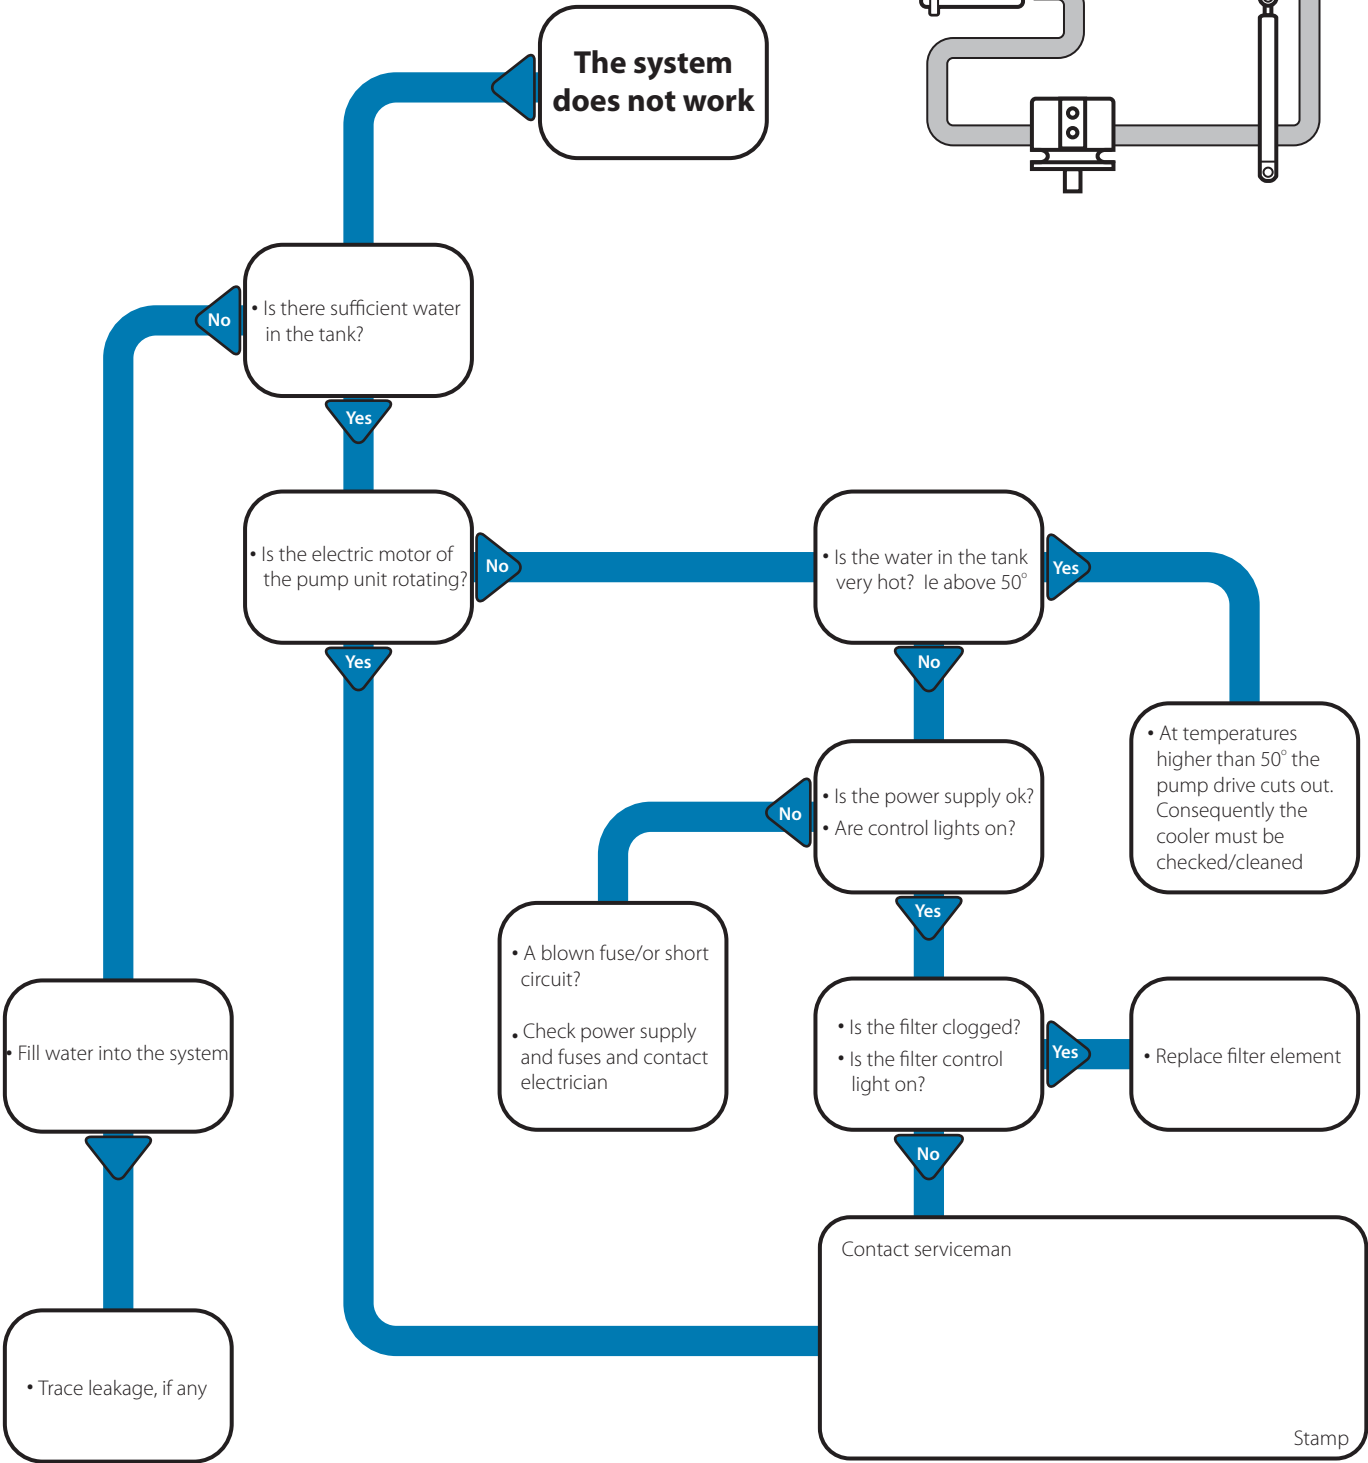 The system
does not work
• Is there sufficient water
in the tank?
No
Yes
• Is the electric motor of
the pump unit rotating?
No
• Is the water in the tank
very hot? Ie above 50°
Yes
Yes
No
• At temperatures
higher than 50° the
pump drive cuts out.
Consequently the
cooler must be
checked/cleaned
• Is the power supply ok?
• Are control lights on?
No
Yes
• A blown fuse/or short
circuit?
• Check power supply
and fuses and contact
electrician
• Fill water into the system
• Is the filter clogged?
• Is the filter control
light on?
Yes
• Replace filter element
No
Contact serviceman
• Trace leakage, if any
Stamp